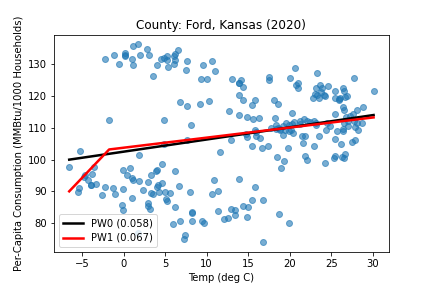 County: Ford, Kansas (2020)
Per-Capita Consumption (MMBtu/1000 Households)
130
120
110
100
90
80
PW0 (0.058)
PW1 (0.067)
−5 0 5 10 15 20 25 30
Temp (deg C)